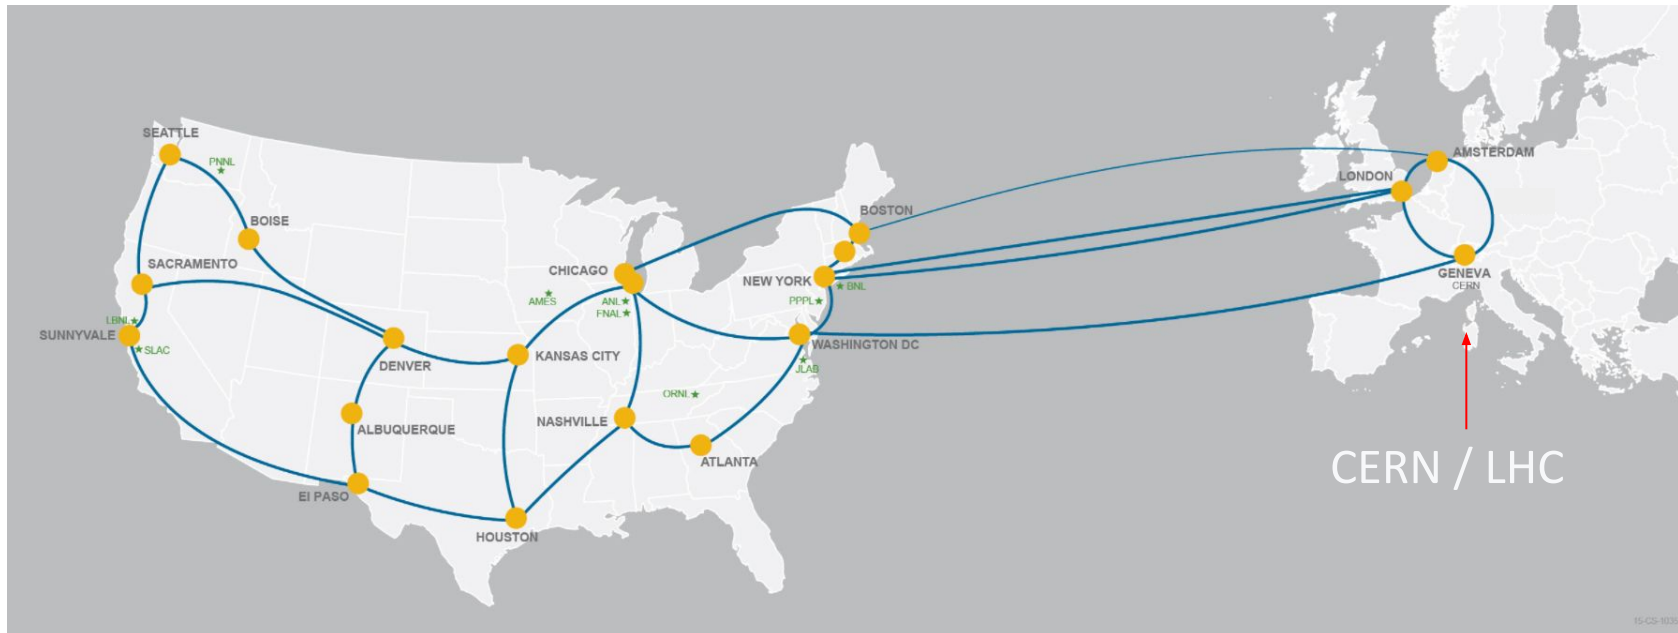 SEATTLE
PNNL
BOISE
SACRAMENTO
LBNL
SUNNYVALE
SLAC
DENVER
ALBUQUERQUE
El PASO
KANSAS CITY
HOUSTON
AMES
CHICAGO
ANL
FNAL
NASHVILLE
ORNL
ATLANTA
BOSTON
NEW YORK
BNL
PPPL
WASHINGTON DC
JLAB
AMSTERDAM
LONDON
GENEVA
CERN
CERN / LHC